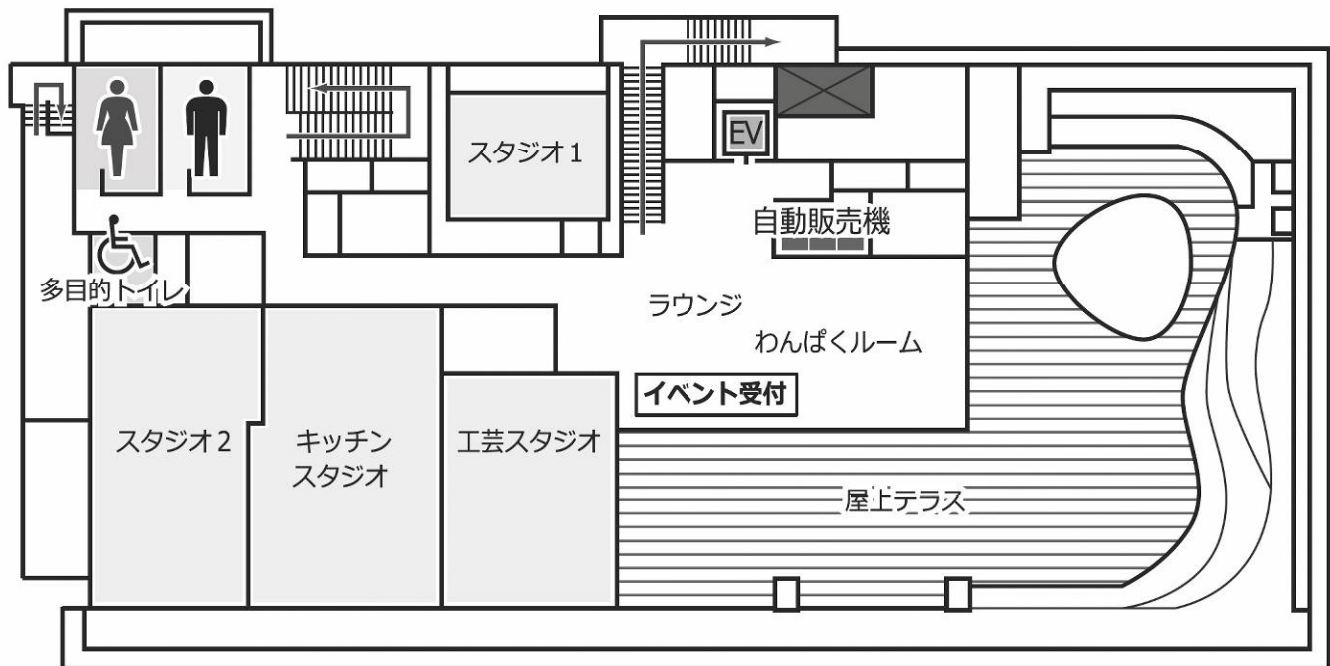 スタジオ1
EV
自動販売機
多目的トイレ
ラウンジ
わんぱくルーム
イベント受付
スタジオ2
キッチン
スタジオ
工芸スタジオ
屋上テラス